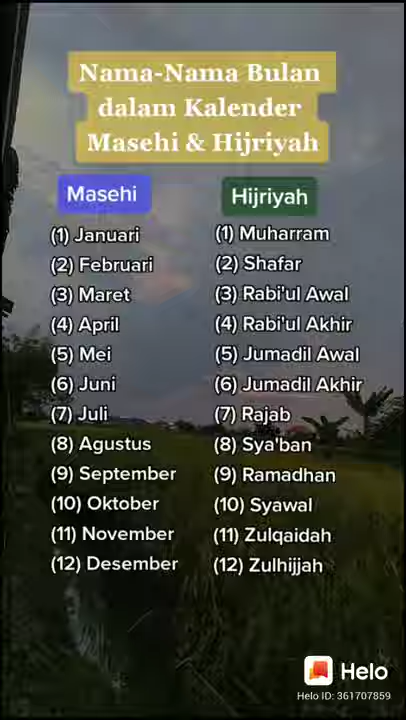 Nama-Nama Bulan
dalam Kalender
Masehi & Hijriyah
Masehi
(1) Januari
(2) Februari
(3) Maret
(4) April
(5) Mei
(6) Juni
(7) Juli
(8) Agustus
(9) September
(10) Oktober
(11) November
(12) Desember
Hijriyah
(1) Muharram
(2) Shafar
(3) Rabi'ul Awal
(4) Rabi'ul Akhir
(5) Jumadil Awal
(6) Jumadil Akhir
(7) Rajab
(8) Sya'ban
(9) Ramadhan
(10) Syawal
(11) Zulqaidah
(12) Zulhijjah
Helo
Helo ID: 361707859